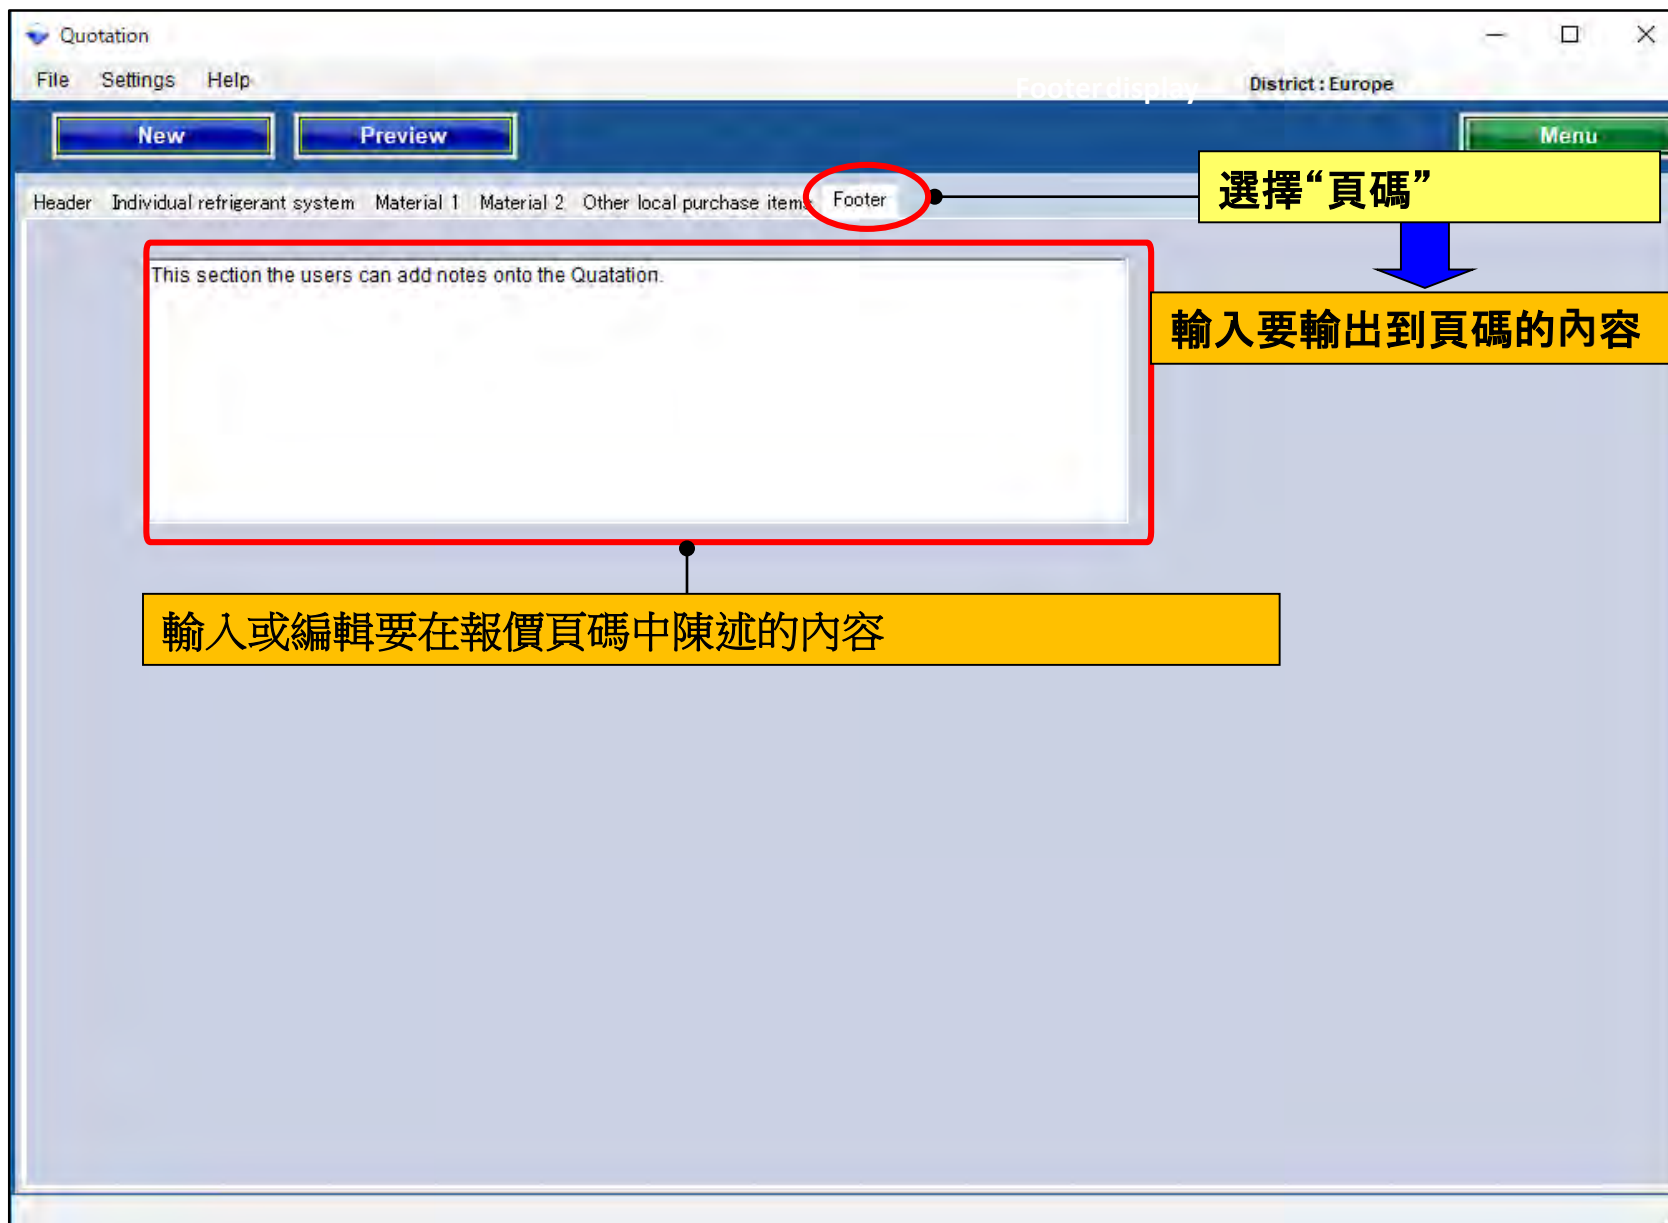 Quotation
File Settings Help
Footer display
District : Europe
New Preview Menu
Header Individual refrigerant system Material 1 Material 2 Other local purchase items Footer
選擇“頁碼”
This section the users can add notes onto the Quatation.
輸入要輸出到頁碼的內容
輸入或編輯要在報價頁碼中陳述的內容